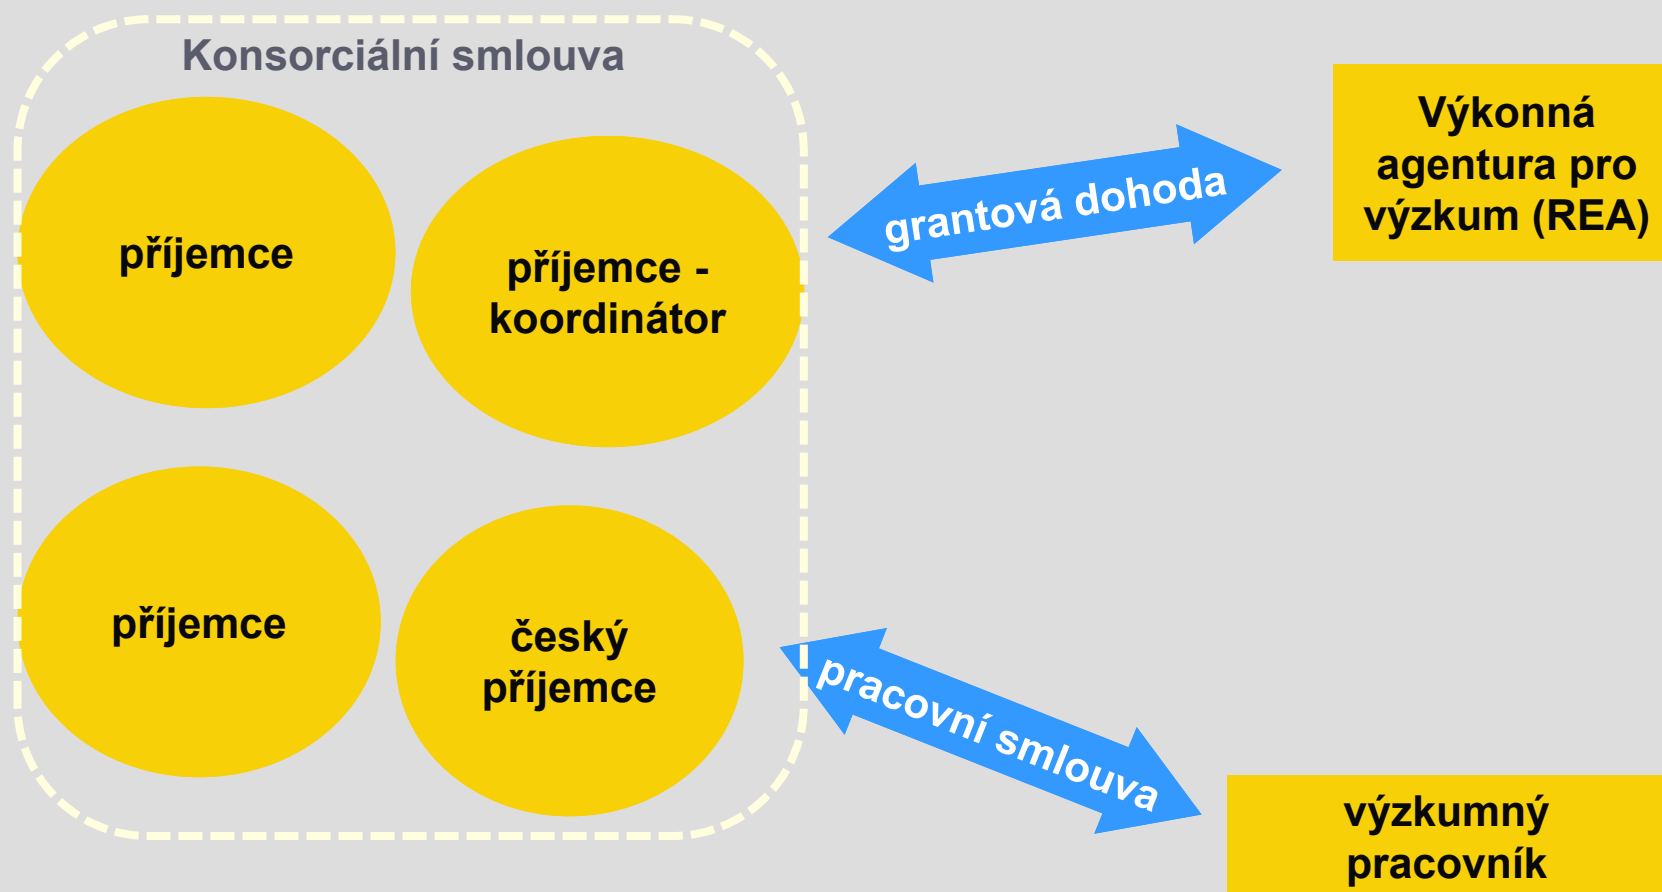 Konsorciální smlouva
příjemce
příjemce -
koordinátor
grantová dohoda
Výkonná
agentura pro
výzkum (REA)
příjemce
český
příjemce
pracovní smlouva
výzkumný
pracovník